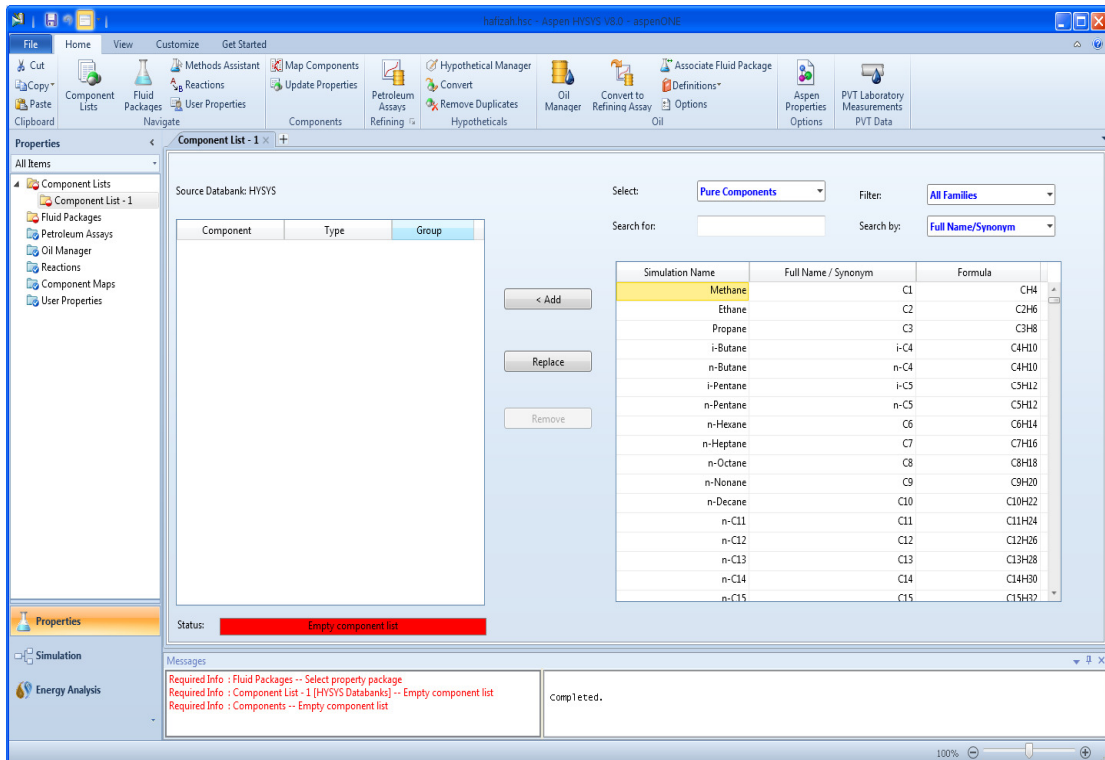 hafizah.hsc - Aspen HYSYS V8.0 - aspenONE
File Home View Customize Get Started
Cut
Copy
Paste
Clipboard
Component Lists
Fluid Packages
Methods Assistant
Reactions
User Properties
Navigate
Map Components
Update Properties
Components
Petroleum Assays
Refining
Hypothetical Manager
Convert
Remove Duplicates
Hypotheticals
Oil Manager
Convert to Refining Assay
Associate Fluid Package
Definitions
Options
Oil
Aspen Properties
Options
PVT Laboratory Measurements
PVT Data
Properties <
All Items
Component Lists
Component List - 1
Fluid Packages
Petroleum Assays
Oil Manager
Reactions
Component Maps
User Properties
Properties
Simulation
Energy Analysis
Component List - 1 × +
Source Databank: HYSYS
Component Type Group
< Add
Replace
Remove
Select: Pure Components Filter: All Families
Search for: Search by: Full Name/Synonym
Simulation Name Full Name / Synonym Formula
Methane C1 CH4
Ethane C2 C2H6
Propane C3 C3H8
i-Butane i-C4 C4H10
n-Butane n-C4 C4H10
i-Pentane i-C5 C5H12
n-Pentane n-C5 C5H12
n-Hexane C6 C6H14
n-Heptane C7 C7H16
n-Octane C8 C8H18
n-Nonane C9 C9H20
n-Decane C10 C10H22
n-C11 C11 C11H24
n-C12 C12 C12H26
n-C13 C13 C13H28
n-C14 C14 C14H30
n-C15 C15 C15H32
Status: Empty component list
Messages
Required Info : Fluid Packages -- Select property package
Required Info : Component List - 1 [HYSYS Databanks] -- Empty component list
Required Info : Components -- Empty component list
Completed.
100%